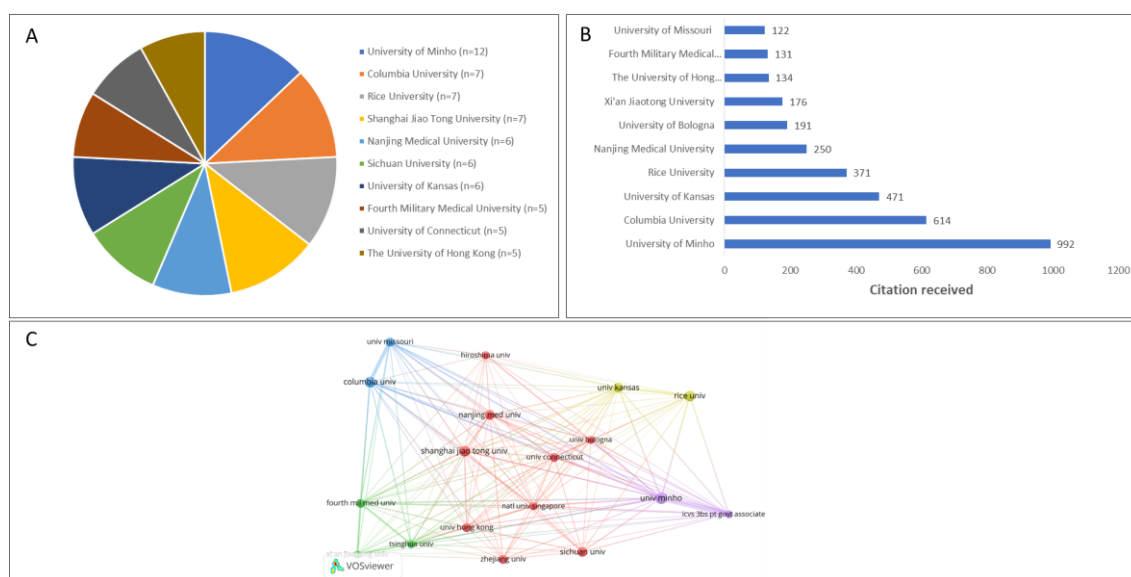 A
University of Minho (n=12)
Columbia University (n=7)
Rice University (n=7)
Shanghai Jiao Tong University (n=7)
Nanjing Medical University (n=6)
Sichuan University (n=6)
University of Kansas (n=6)
Fourth Military Medical University (n=5)
University of Connecticut (n=5)
The University of Hong Kong (n=5)
B
University of Missouri 122
Fourth Military Medical... 131
The University of Hong... 134
Xi'an Jiaotong University 176
University of Bologna 191
Nanjing Medical University 250
Rice University 371
University of Kansas 471
Columbia University 614
University of Minho 992
0 200 400 600 800 1000 1200
Citation received
C
univ missouri
hiroshima univ
columbia univ
univ kansas
rice univ
nanjing med univ
univ bologna
shanghai jiao tong univ
univ connecticut
fourth mil med univ
univ minho
natl univ singapore
icvs 3bs pt govt associate
univ hong kong
tsinghua univ
zhejiang univ
sichuan univ
VOSviewer